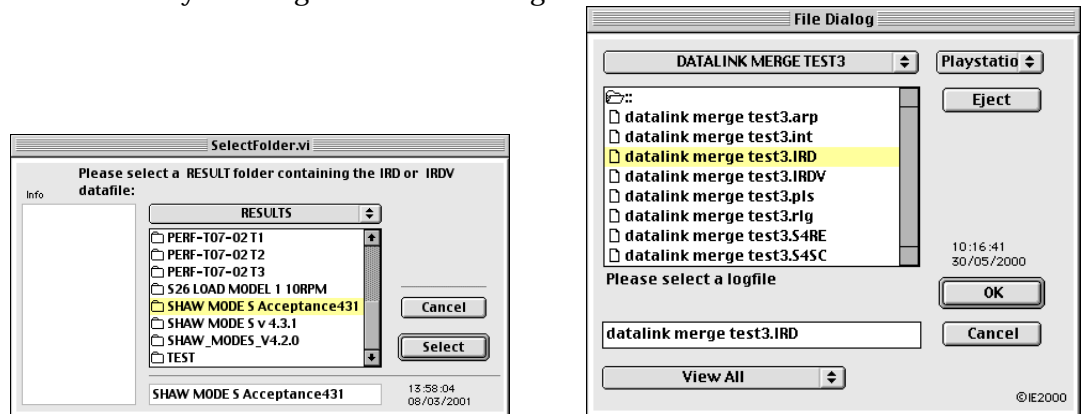 SelectFolder.vi
Please select a RESULT folder containing the IRD or IRDV
datafile:
Info
RESULTS
PERF-T07-02 T1
PERF-T07-02 T2
PERF-T07-02 T3
S26 LOAD MODEL 1 10RPM
SHAW MODE S Acceptance431
SHAW MODE S v 4.3.1
SHAW_MODES_V4.2.0
TEST
Cancel
Select
SHAW MODE S Acceptance431
13:58:04
08/03/2001
File Dialog
DATALINK MERGE TEST3
Playstatio
::
datalink merge test3.arp
datalink merge test3.int
datalink merge test3.IRD
datalink merge test3.IRDV
datalink merge test3.pls
datalink merge test3.rlg
datalink merge test3.S4RE
datalink merge test3.S4SC
Eject
10:16:41
30/05/2000
Please select a logfile
OK
datalink merge test3.IRD
Cancel
View All
©IE2000